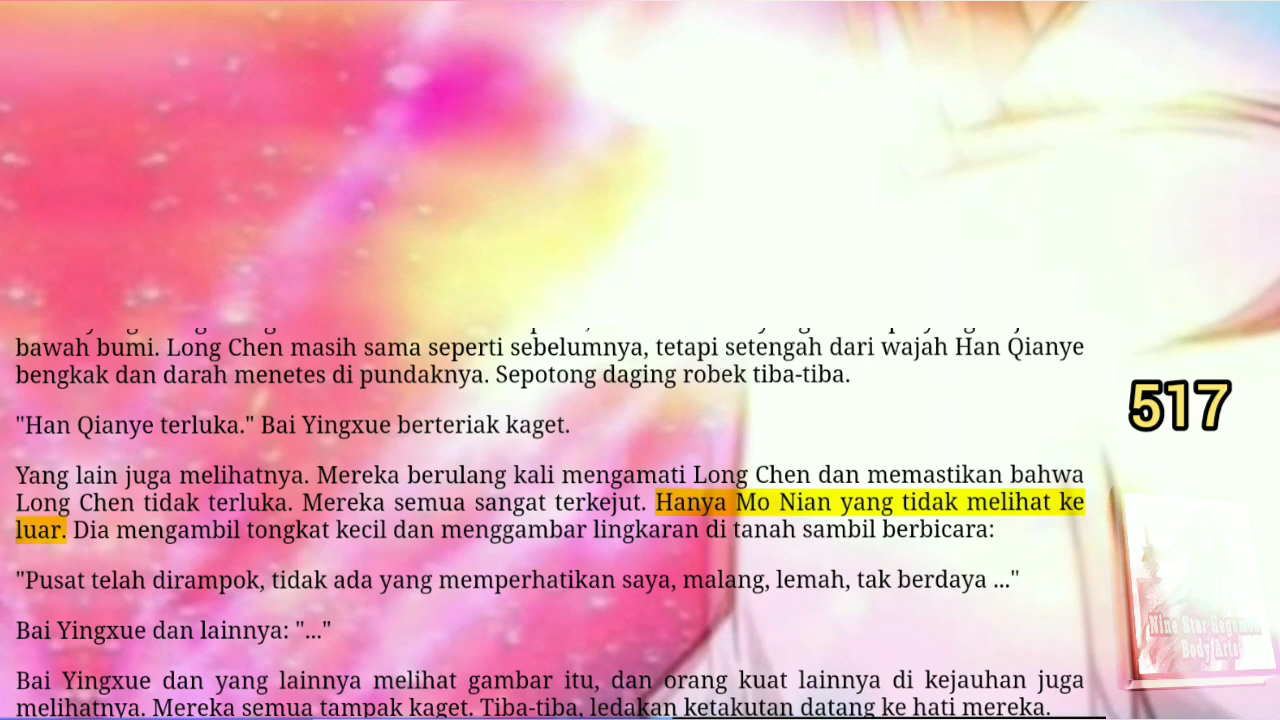 bawah bumi. Long Chen masih sama seperti sebelumnya, tetapi setengah dari wajah Han Qianye
bengkak dan darah menetes di pundaknya. Sepotong daging robek tiba-tiba.
"Han Qianye terluka." Bai Yingxue berteriak kaget.
Yang lain juga melihatnya. Mereka berulang kali mengamati Long Chen dan memastikan bahwa
Long Chen tidak terluka. Mereka semua sangat terkejut. Hanya Mo Nian yang tidak melihat ke
luar. Dia mengambil tongkat kecil dan menggambar lingkaran di tanah sambil berbicara:
"Pusat telah dirampok, tidak ada yang memperhatikan saya, malang, lemah, tak berdaya ..."
Bai Yingxue dan lainnya: "..."
Bai Yingxue dan yang lainnya melihat gambar itu, dan orang kuat lainnya di kejauhan juga
melihatnya. Mereka semua tampak kaget. Tiba-tiba, ledakan ketakutan datang ke hati mereka.
517
Nine Star Hegemon
Body Arts